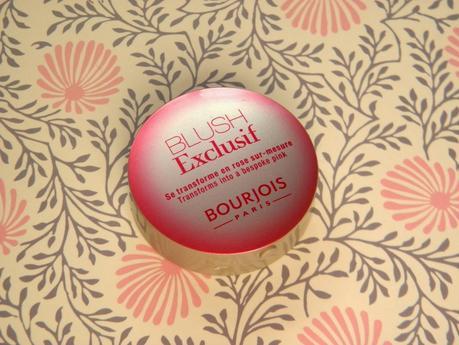 BLUSH
Exclusif
Se transforme en rose sur-mesure
Transforms into a bespoke pink
BOURJOIS
PARIS